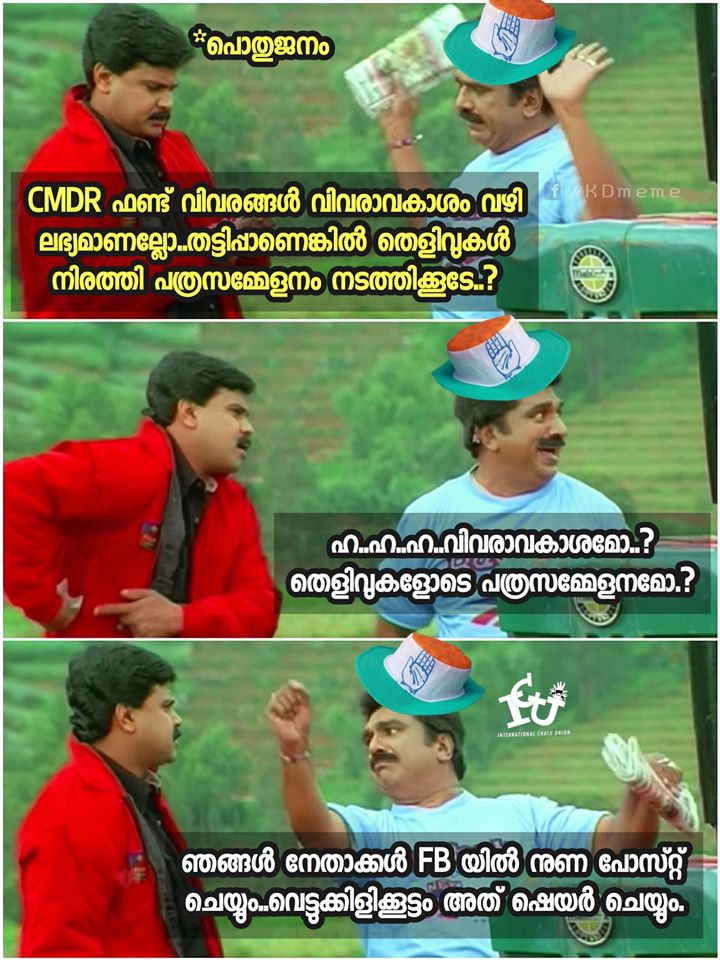 *പൊതുജനം
f /KDmeme
CMDR ഫണ്ട് വിവരങ്ങൾ വിവരാവകാശം വഴി
ലഭ്യമാണല്ലോ..തട്ടിപ്പാണെങ്കിൽ തെളിവുകൾ
നിരത്തി പത്രസമ്മേളനം നടത്തിക്കൂടേ..?
ഹ..ഹ..ഹ..വിവരാവകാശമോ..?
തെളിവുകളോടെ പത്രസമ്മേളനമോ.?
ICU
INTERNATIONAL CHALU UNION
ഞങ്ങൾ നേതാക്കൾ FB യിൽ നുണ പോസ്റ്റ്
ചെയ്യും..വെട്ടുക്കിളിക്കൂട്ടം അത് ഷെയർ ചെയ്യും.